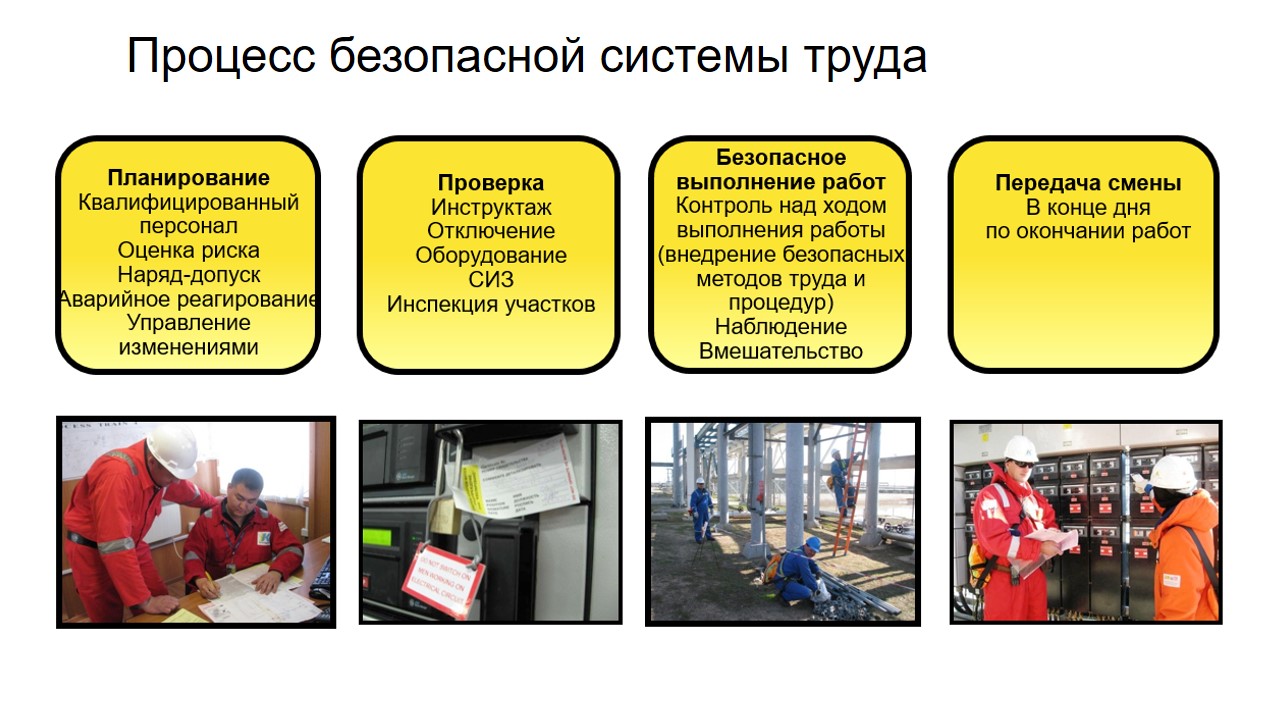 Процесс безопасной системы труда
Планирование
Квалифицированный
персонал
Оценка риска
Наряд-допуск
Аварийное реагирование
Управление
изменениями
Проверка
Инструктаж
Отключение
Оборудование
СИЗ
Инспекция участков
Безопасное
выполнение работ
Контроль над ходом
выполнения работы
(внедрение безопасных
методов труда и
процедур)
Наблюдение
Вмешательство
Передача смены
В конце дня
по окончании работ
DO NOT SWITCH ON
MEN WORKING ON
ELECTRICAL CIRCUIT